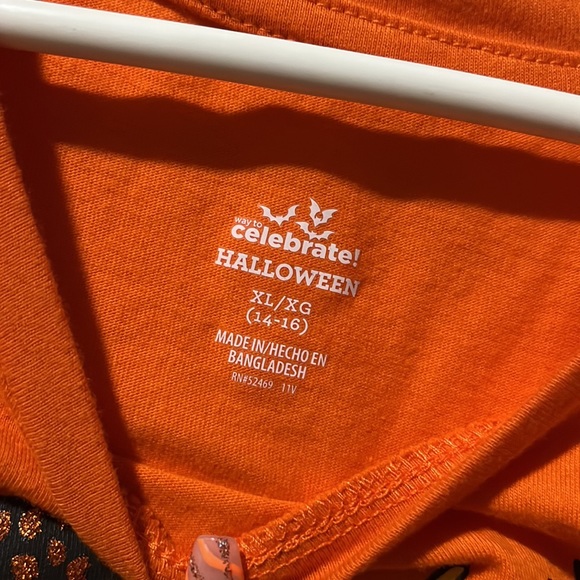 way to
celebrate!
HALLOWEEN
XL/XG
(14-16)
MADE IN/HECHO EN
BANGLADESH
RN#52469 11V